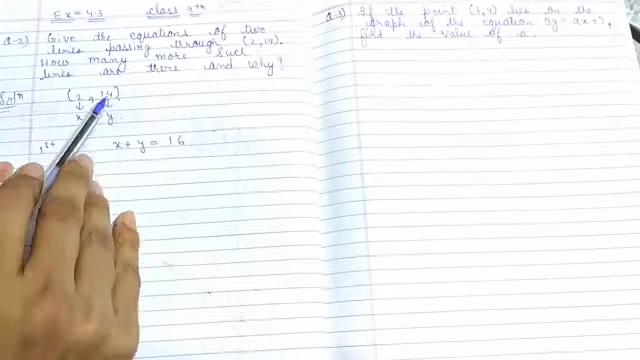 Ex = 4.3 class 9th
Q-2) Give the equations of two
lines passing through (2,14).
How many more such
lines are there and why?
Soln (2, 14)
↓ ↓
x y
1st x + y = 16
Q-3) If the point (3,4) lies on the
graph of the equation 3y = ax + 7,
find the value of a.